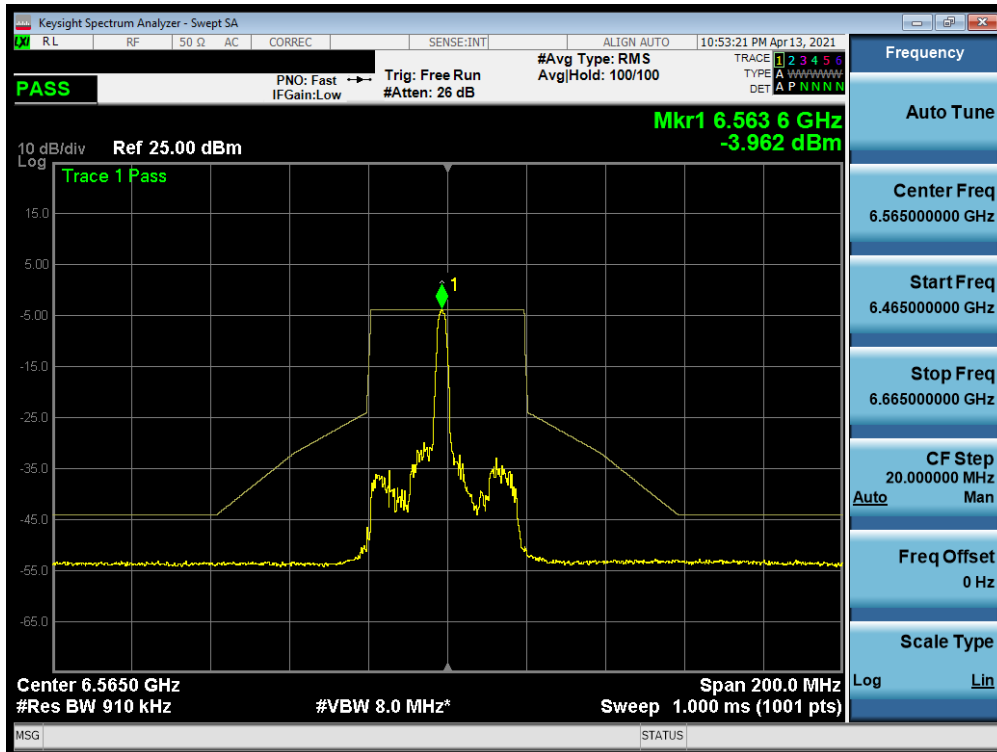 Keysight Spectrum Analyzer - Swept SA
LXI RL RF 50 Ω AC CORREC SENSE:INT ALIGN AUTO 10:53:21 PM Apr 13, 2021
PASS
PNO: Fast
IFGain:Low
Trig: Free Run
#Atten: 26 dB
#Avg Type: RMS
Avg|Hold: 100/100
TRACE 1 2 3 4 5 6
TYPE A WWWWW
DET A P N N N N
Mkr1 6.563 6 GHz
-3.962 dBm
10 dB/div Ref 25.00 dBm
Log
Trace 1 Pass
15.0
5.00
1
-5.00
-15.0
-25.0
-35.0
-45.0
-55.0
-65.0
Center 6.5650 GHz Span 200.0 MHz
#Res BW 910 kHz #VBW 8.0 MHz* Sweep 1.000 ms (1001 pts)
MSG STATUS
Frequency
Auto Tune
Center Freq
6.565000000 GHz
Start Freq
6.465000000 GHz
Stop Freq
6.665000000 GHz
CF Step
20.000000 MHz
Auto Man
Freq Offset
0 Hz
Scale Type
Log Lin